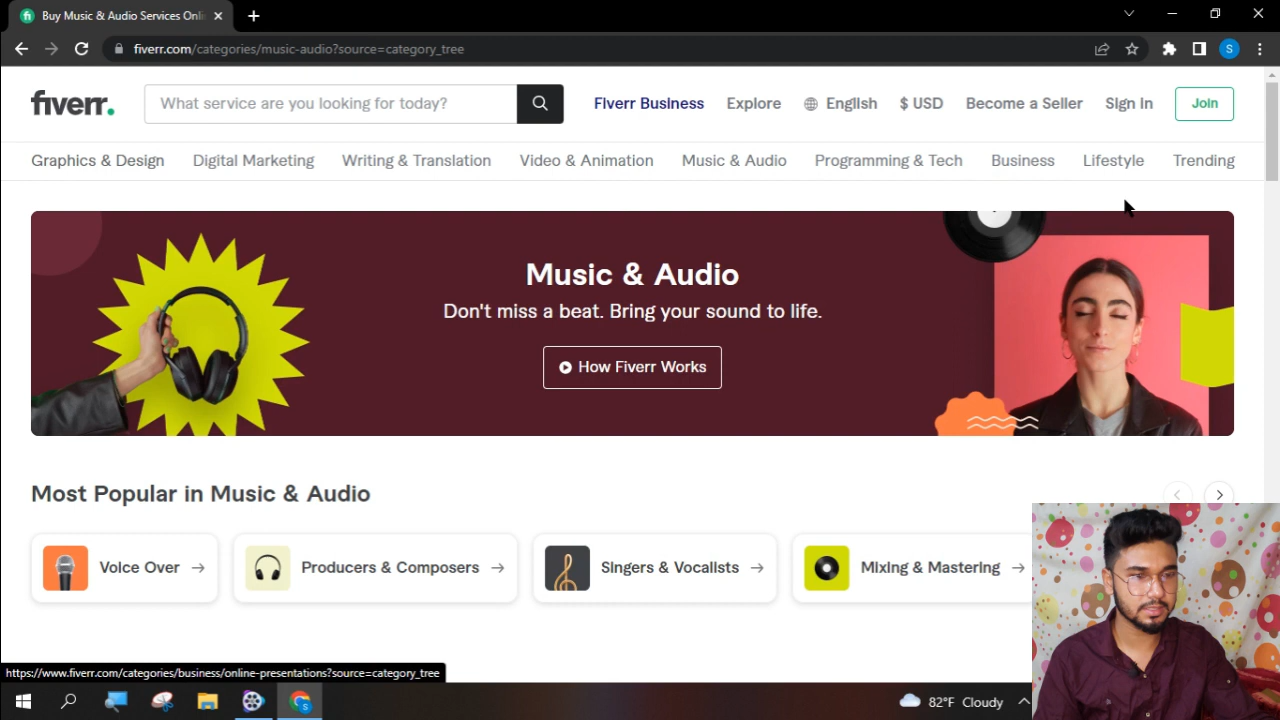 fi Buy Music & Audio Services Onli
fiverr.com/categories/music-audio?source=category_tree
S
fiverr.
What service are you looking for today?
Fiverr Business
Explore
English
$ USD
Become a Seller
Sign In
Join
Graphics & Design
Digital Marketing
Writing & Translation
Video & Animation
Music & Audio
Programming & Tech
Business
Lifestyle
Trending
Music & Audio
Don't miss a beat. Bring your sound to life.
How Fiverr Works
Most Popular in Music & Audio
Voice Over →
Producers & Composers →
Singers & Vocalists →
Mixing & Mastering →
https://www.fiverr.com/categories/business/online-presentations?source=category_tree
S
82°F Cloudy